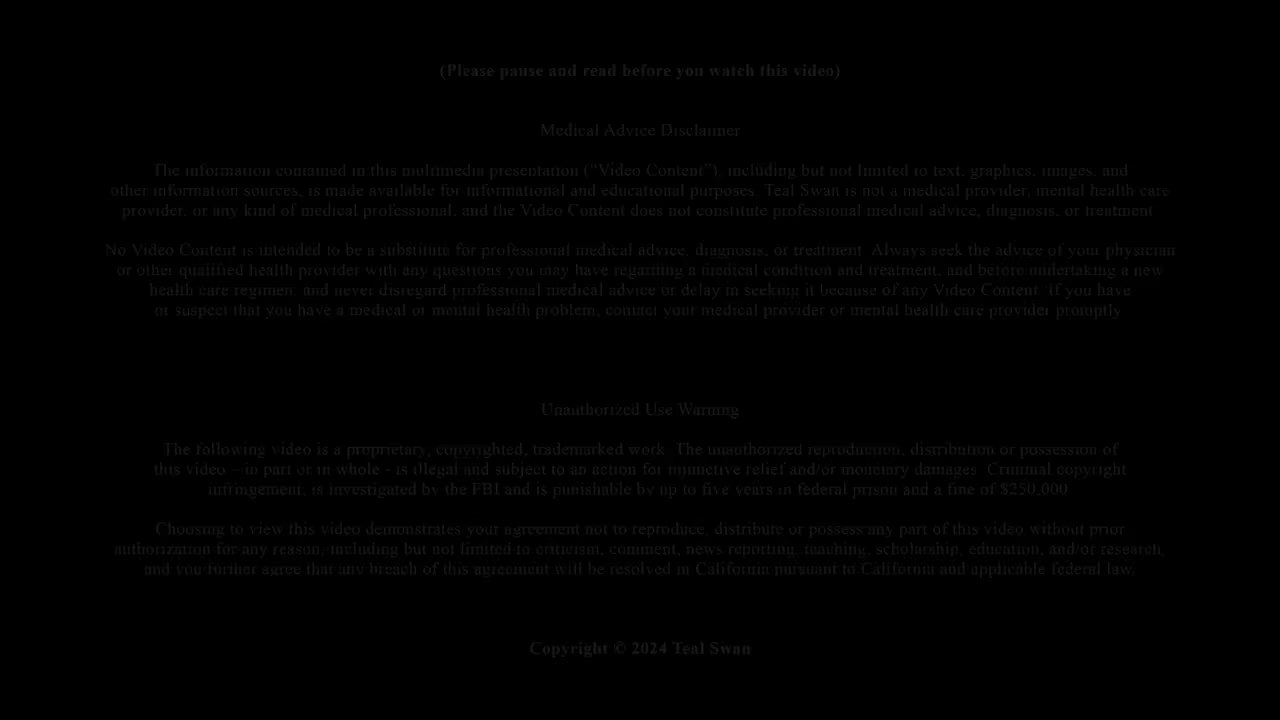 (Please pause and read before you watch this video)
Medical Advice Disclaimer
The information contained in this multimedia presentation (“Video Content”), including but not limited to text, graphics, images, and
other information sources, is made available for informational and educational purposes. Teal Swan is not a medical provider, mental health care
provider, or any kind of medical professional, and the Video Content does not constitute professional medical advice, diagnosis, or treatment.
No Video Content is intended to be a substitute for professional medical advice, diagnosis, or treatment. Always seek the advice of your physician
or other qualified health provider with any questions you may have regarding a medical condition and treatment, and before undertaking a new
health care regimen, and never disregard professional medical advice or delay in seeking it because of any Video Content. If you have
or suspect that you have a medical or mental health problem, contact your medical provider or mental health care provider promptly.
Unauthorized Use Warning
The following video is a proprietary, copyrighted, trademarked work. The unauthorized reproduction, distribution or possession of
this video – in part or in whole - is illegal and subject to an action for injunctive relief and/or monetary damages. Criminal copyright
infringement, is investigated by the FBI and is punishable by up to five years in federal prison and a fine of $250,000.
Choosing to view this video demonstrates your agreement not to reproduce, distribute or possess any part of this video without prior
authorization for any reason, including but not limited to criticism, comment, news reporting, teaching, scholarship, education, and/or research,
and you further agree that any breach of this agreement will be resolved in California pursuant to California and applicable federal law.
Copyright © 2024 Teal Swan